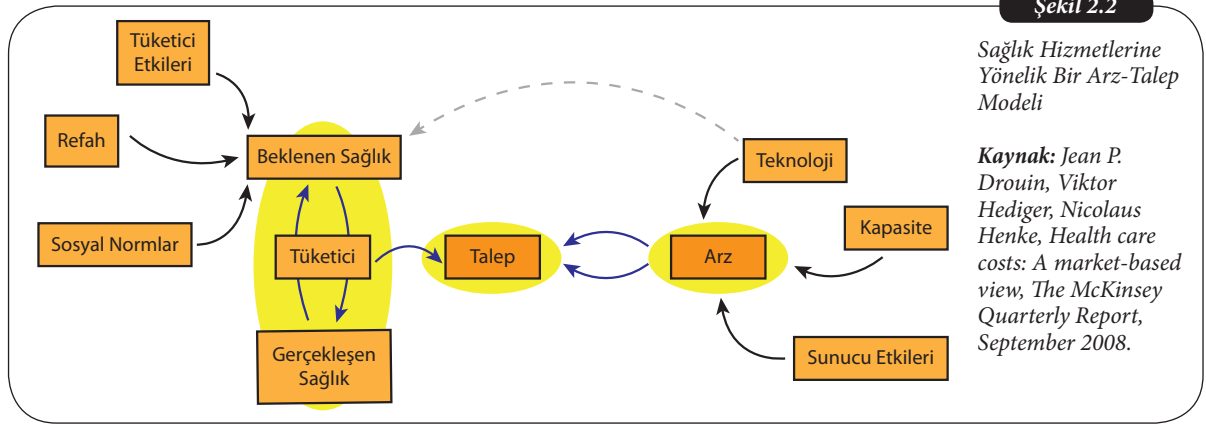 Şekil 2.2
Sağlık Hizmetlerine
Yönelik Bir Arz-Talep
Modeli
Kaynak: Jean P.
Drouin, Viktor
Hediger, Nicolaus
Henke, Health care
costs: A market-based
view, The McKinsey
Quarterly Report,
September 2008.
Tüketici
Etkileri
Refah
Beklenen Sağlık
Sosyal Normlar
Tüketici
Gerçekleşen
Sağlık
Talep
Arz
Teknoloji
Kapasite
Sunucu Etkileri